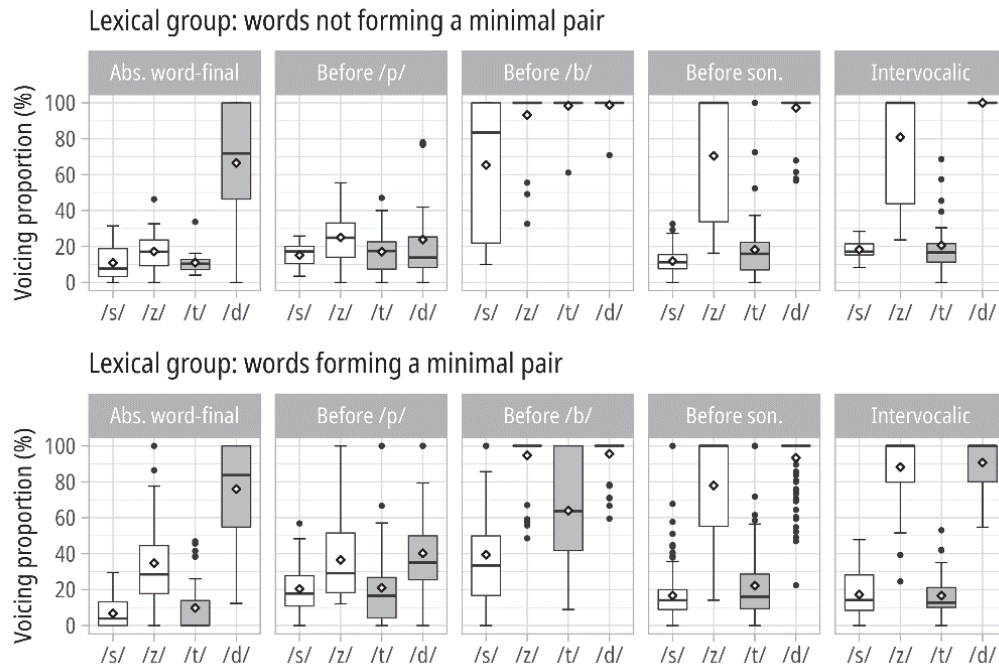 Lexical group: words not forming a minimal pair
Abs. word-final Before /p/ Before /b/ Before son. Intervocalic
Voicing proportion (%)
100
80
60
40
20
0
/s/ /z/ /t/ /d/ /s/ /z/ /t/ /d/ /s/ /z/ /t/ /d/ /s/ /z/ /t/ /d/ /s/ /z/ /t/ /d/
Lexical group: words forming a minimal pair
Abs. word-final Before /p/ Before /b/ Before son. Intervocalic
Voicing proportion (%)
100
80
60
40
20
0
/s/ /z/ /t/ /d/ /s/ /z/ /t/ /d/ /s/ /z/ /t/ /d/ /s/ /z/ /t/ /d/ /s/ /z/ /t/ /d/